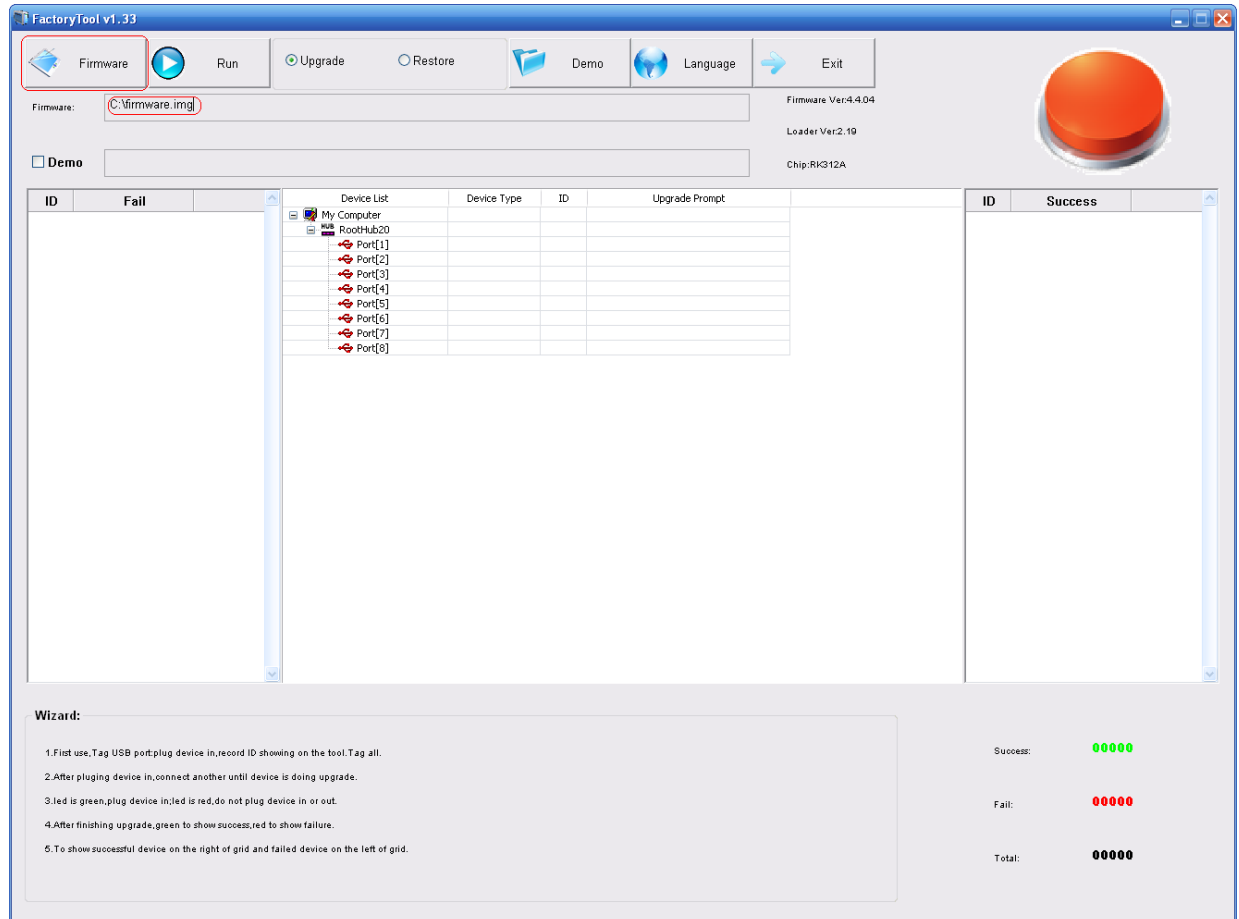 FactoryTool v1.33
Firmware
Run
Upgrade
Restore
Demo
Language
Exit
Firmware:
C:\firmware.img
Firmware Ver:4.4.04
Loader Ver:2.19
Demo
Chip:RK312A
ID Fail
Device List Device Type ID Upgrade Prompt
My Computer
HUB RootHub20
Port[1]
Port[2]
Port[3]
Port[4]
Port[5]
Port[6]
Port[7]
Port[8]
ID Success
Wizard:
1.First use,Tag USB port:plug device in,record ID showing on the tool.Tag all.
2.After pluging device in,connect another until device is doing upgrade.
3.led is green,plug device in;led is red,do not plug device in or out.
4.After finishing upgrade,green to show success,red to show failure.
5.To show successful device on the right of grid and failed device on the left of grid.
Success: 00000
Fail: 00000
Total: 00000